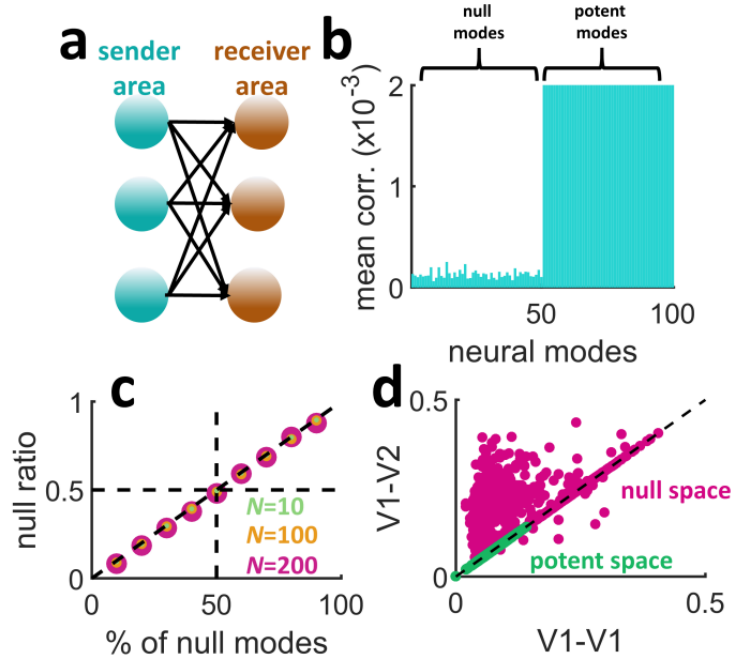 a
sender
area
receiver
area
b
null
modes
potent
modes
mean corr. (x10⁻³)
2
1
0
50
100
neural modes
c
null ratio
1
0.5
0
N=10
N=100
N=200
0
50
100
% of null modes
d
V1-V2
0.5
0
null space
potent space
0
0.5
V1-V1